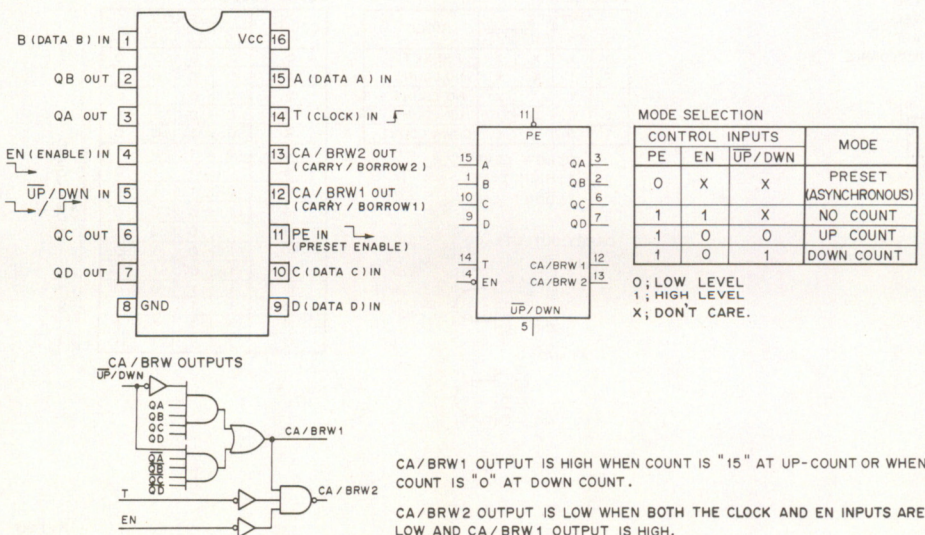 B (DATA B) IN 1
QB OUT 2
QA OUT 3
EN (ENABLE) IN 4
UP/DWN IN 5
QC OUT 6
QD OUT 7
8 GND
VCC 16
15 A (DATA A) IN
14 T (CLOCK) IN
13 CA / BRW2 OUT
(CARRY / BORROW2)
12 CA / BRW1 OUT
(CARRY / BORROW1)
11 PE IN
(PRESET ENABLE)
10 C (DATA C) IN
9 D (DATA D) IN
11
PE
15 A QA 3
1 B QB 2
10 C QC 6
9 D QD 7
14 T CA/BRW 1 12
4 EN CA/BRW 2 13
UP/DWN
5
MODE SELECTION
CONTROL INPUTS MODE
PE EN UP/DWN
0 X X PRESET
(ASYNCHRONOUS)
1 1 X NO COUNT
1 0 0 UP COUNT
1 0 1 DOWN COUNT
0; LOW LEVEL
1; HIGH LEVEL
X; DON'T CARE.
CA / BRW OUTPUTS
UP/DWN
QA
QB
QC
QD
QA
QB
QC
QD
T
EN
CA/BRW1
CA/BRW2
CA/BRW1 OUTPUT IS HIGH WHEN COUNT IS "15" AT UP-COUNT OR WHEN
COUNT IS "0" AT DOWN COUNT.
CA/BRW2 OUTPUT IS LOW WHEN BOTH THE CLOCK AND EN INPUTS ARE
LOW AND CA/BRW1 OUTPUT IS HIGH.